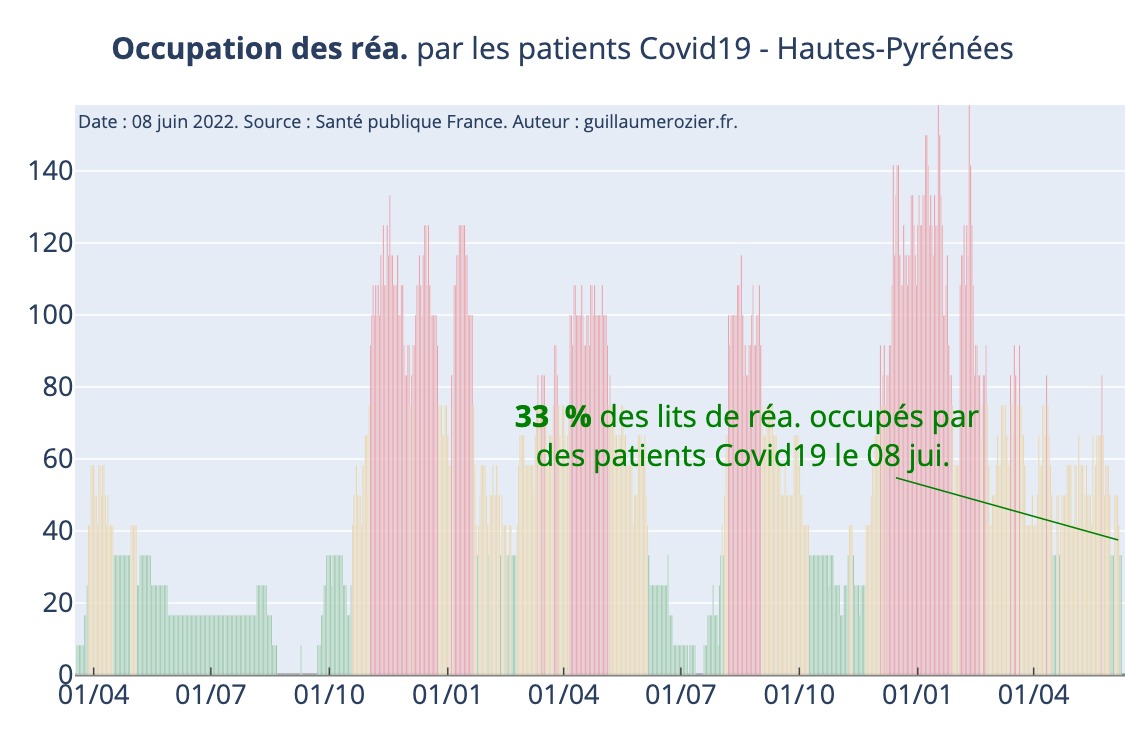 Occupation des réa. par les patients Covid19 - Hautes-Pyrénées
Date : 08 juin 2022. Source : Santé publique France. Auteur : guillaumerozier.fr.
140
120
100
80
33 % des lits de réa. occupés par
des patients Covid19 le 08 jui.
60
40
20
0
01/04 01/07 01/10 01/01 01/04 01/07 01/10 01/01 01/04